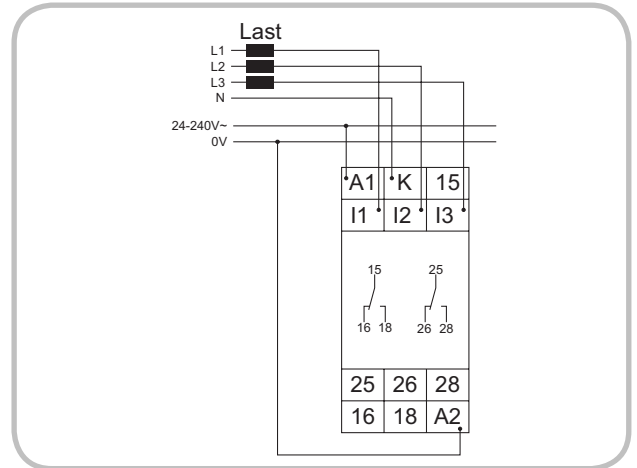 Last
L1
L2
L3
N
24-240V~
0V
A1 K 15
I1 I2 I3
15 25
16 18 26 28
25 26 28
16 18 A2